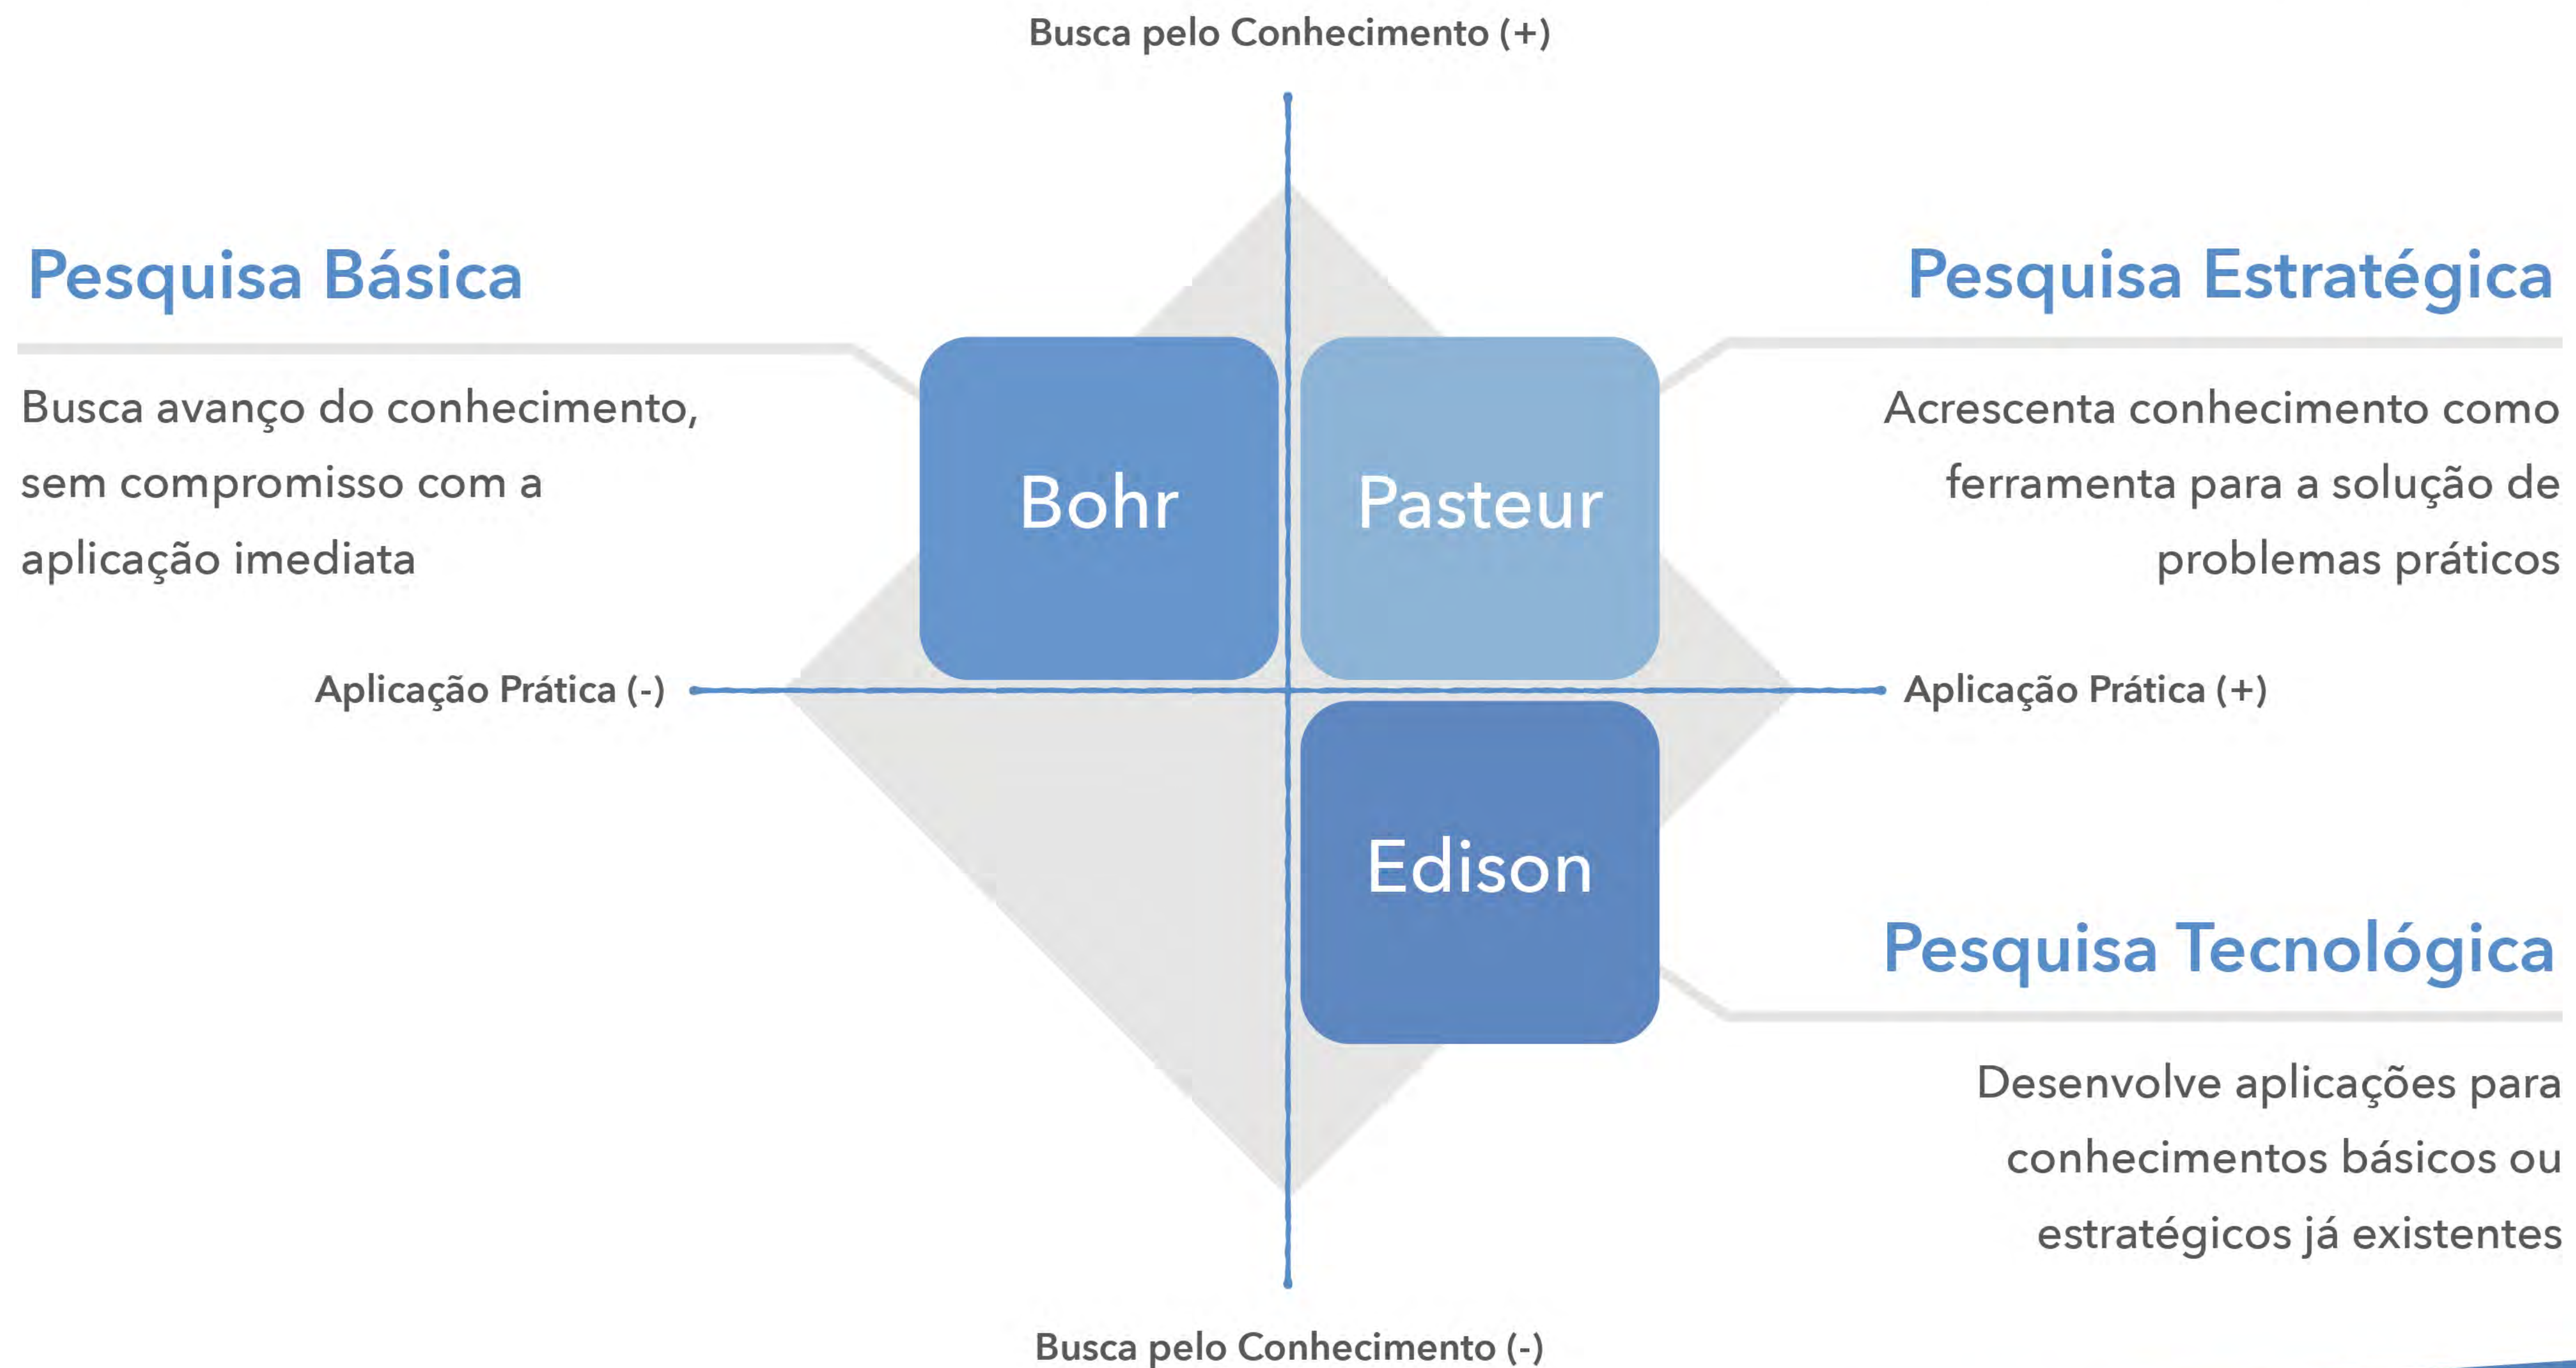 Busca pelo Conhecimento (+)
Pesquisa Básica
Busca avanço do conhecimento,
sem compromisso com a
aplicação imediata
Bohr
Pasteur
Pesquisa Estratégica
Acrescenta conhecimento como
ferramenta para a solução de
problemas práticos
Aplicação Prática (-)
Aplicação Prática (+)
Edison
Pesquisa Tecnológica
Desenvolve aplicações para
conhecimentos básicos ou
estratégicos já existentes
Busca pelo Conhecimento (-)